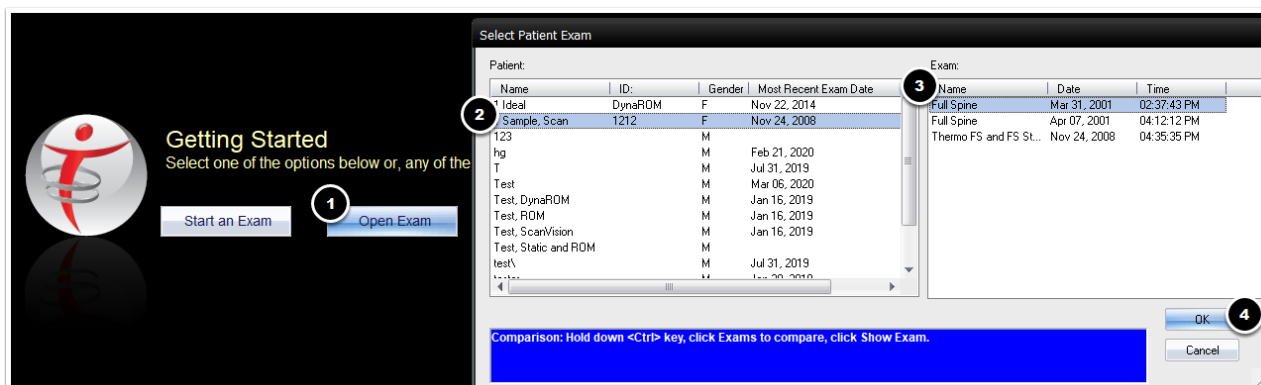 Select Patient Exam
Patient:
Name ID: Gender Most Recent Exam Date
1 Ideal DynaROM F Nov 22, 2014
2
Sample, Scan 1212 F Nov 24, 2008
123 M
hg M Feb 21, 2020
T M Jul 31, 2019
Test M Mar 06, 2020
Test, DynaROM M Jan 16, 2019
Test, ROM M Jan 16, 2019
Test, ScanVision M Jan 16, 2019
Test, Static and ROM M
test\ M Jul 31, 2019
Exam:
3
Name Date Time
Full Spine Mar 31, 2001 02:37:43 PM
Full Spine Apr 07, 2001 04:12:12 PM
Thermo FS and FS St... Nov 24, 2008 04:35:35 PM
Getting Started
Select one of the options below or, any of the
1
Start an Exam
Open Exam
Comparison: Hold down <Ctrl> key, click Exams to compare, click Show Exam.
OK
4
Cancel